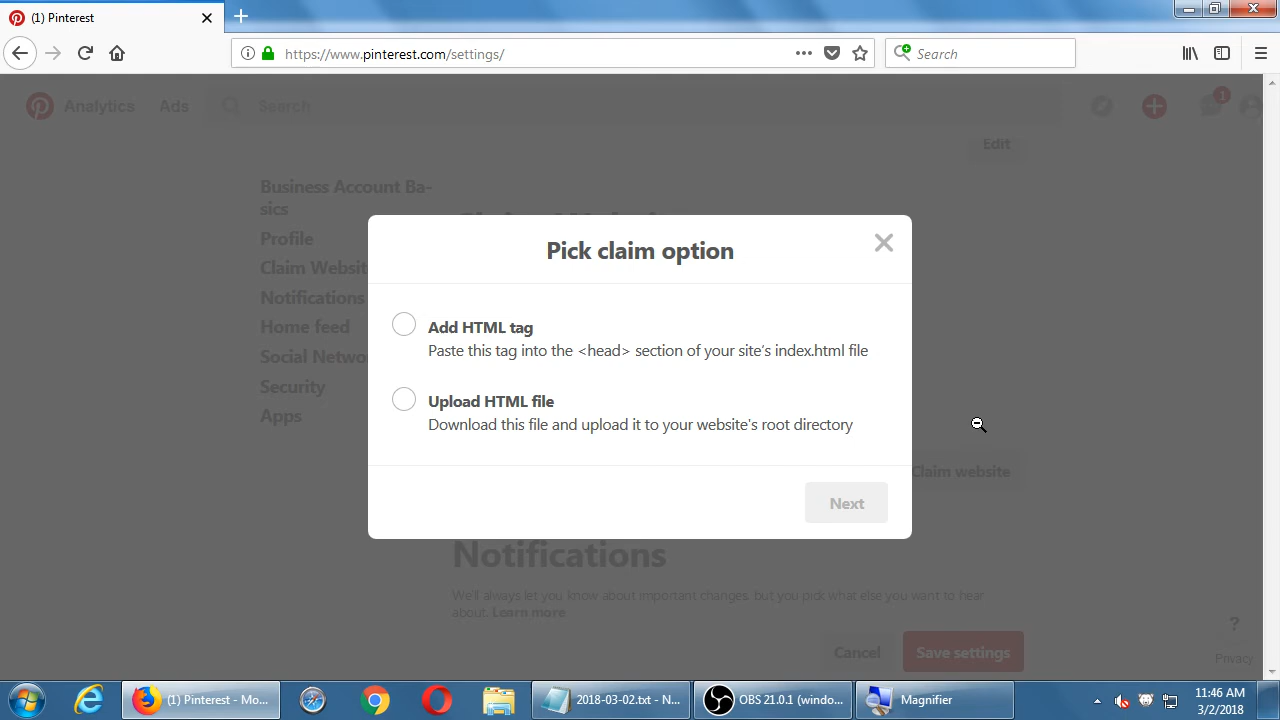 (1) Pinterest
https://www.pinterest.com/settings/
Search
Analytics
Ads
Search
1
Edit
Business Account Ba-
sics
Profile
Claim Websit
Notifications
Home feed
Social Netwo
Security
Apps
Pick claim option
Add HTML tag
Paste this tag into the <head> section of your site's index.html file
Upload HTML file
Download this file and upload it to your website's root directory
Next
Claim website
Notifications
We'll always let you know about important changes, but you pick what else you want to hear
about. Learn more
Cancel
Save settings
?
Privacy
(1) Pinterest - Mo...
2018-03-02.txt - N...
OBS 21.0.1 (windo...
Magnifier
11:46 AM
3/2/2018